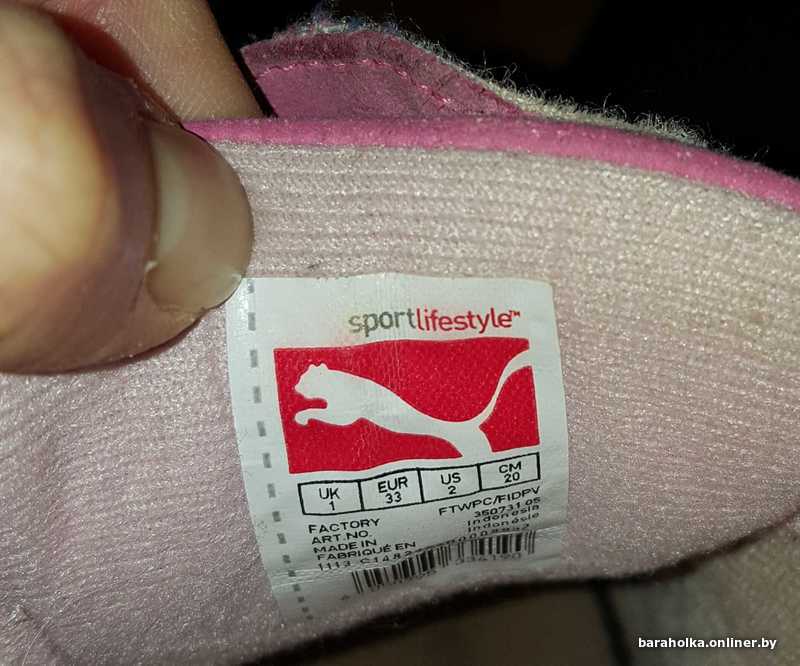 sportlifestyle™
UK EUR US CM
1 33 2 20
FACTORY FTWPC/FIDPV
ART.NO. 350731 05
MADE IN Indonesia
FABRIQUÉ EN Indonésie
1113
baraholka.onliner.by